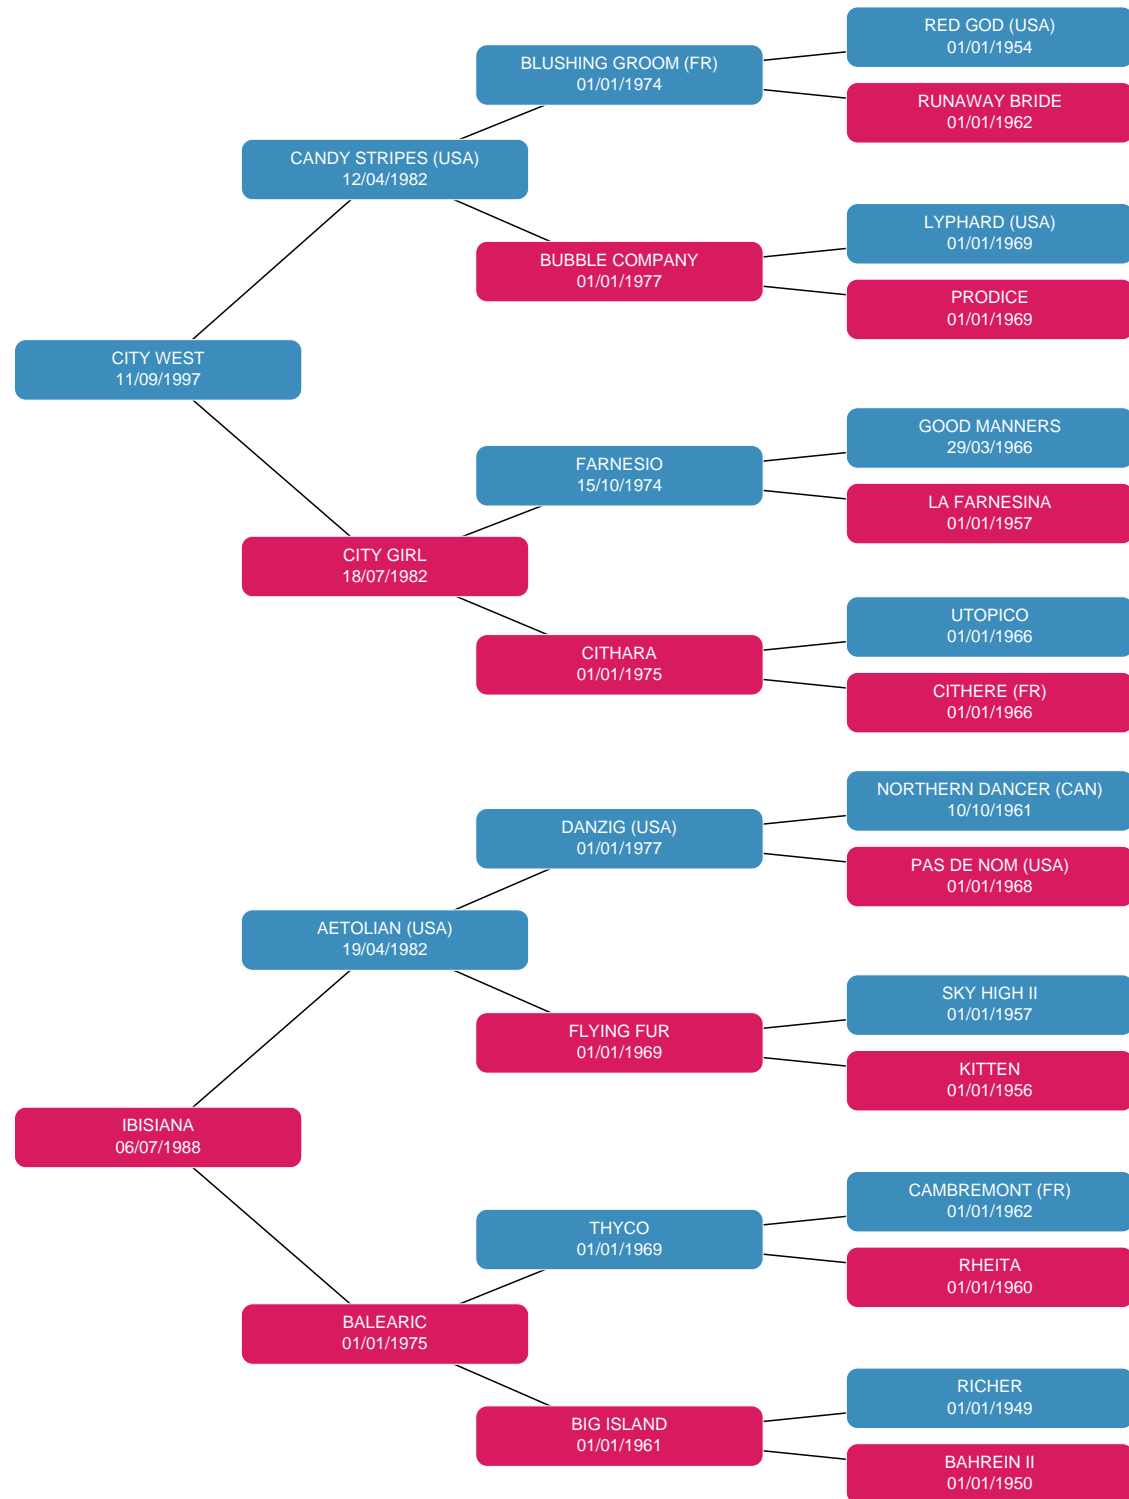 RED GOD (USA)
01/01/1954
BLUSHING GROOM (FR)
01/01/1974
RUNAWAY BRIDE
01/01/1962
CANDY STRIPES (USA)
12/04/1982
LYPHARD (USA)
01/01/1969
BUBBLE COMPANY
01/01/1977
PRODICE
01/01/1969
CITY WEST
11/09/1997
GOOD MANNERS
29/03/1966
FARNESIO
15/10/1974
LA FARNESINA
01/01/1957
CITY GIRL
18/07/1982
UTOPICO
01/01/1966
CITHARA
01/01/1975
CITHERE (FR)
01/01/1966
NORTHERN DANCER (CAN)
10/10/1961
DANZIG (USA)
01/01/1977
PAS DE NOM (USA)
01/01/1968
AETOLIAN (USA)
19/04/1982
SKY HIGH II
01/01/1957
FLYING FUR
01/01/1969
KITTEN
01/01/1956
IBISIANA
06/07/1988
CAMBREMONT (FR)
01/01/1962
THYCO
01/01/1969
RHEITA
01/01/1960
BALEARIC
01/01/1975
RICHER
01/01/1949
BIG ISLAND
01/01/1961
BAHREIN II
01/01/1950